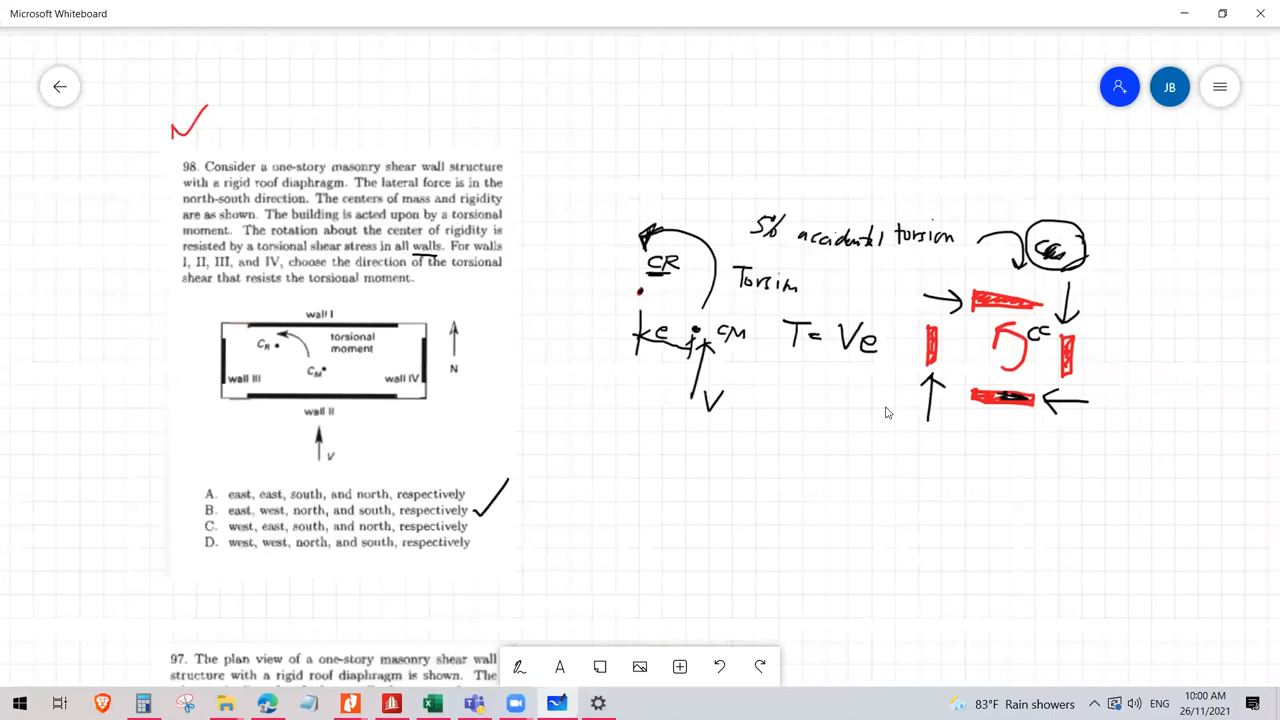 Microsoft Whiteboard
JB
98. Consider a one-story masonry shear wall structure
with a rigid roof diaphragm. The lateral force is in the
north-south direction. The centers of mass and rigidity
are as shown. The building is acted upon by a torsional
moment. The rotation about the center of rigidity is
resisted by a torsional shear stress in all walls. For walls
I, II, III, and IV, choose the direction of the torsional
shear that resists the torsional moment.
wall I
torsional
moment
CR
CM
N
wall III
wall IV
wall II
V
A. east, east, south, and north, respectively
B. east, west, north, and south, respectively
C. west, east, south, and north, respectively
D. west, west, north, and south, respectively
5% accidental torsion
CR
Torsion
e
CM
T = Ve
V
CC
97. The plan view of a one-story masonry shear wall
structure with a rigid roof diaphragm is shown. The
A
83°F Rain showers
ENG
10:00 AM
26/11/2021